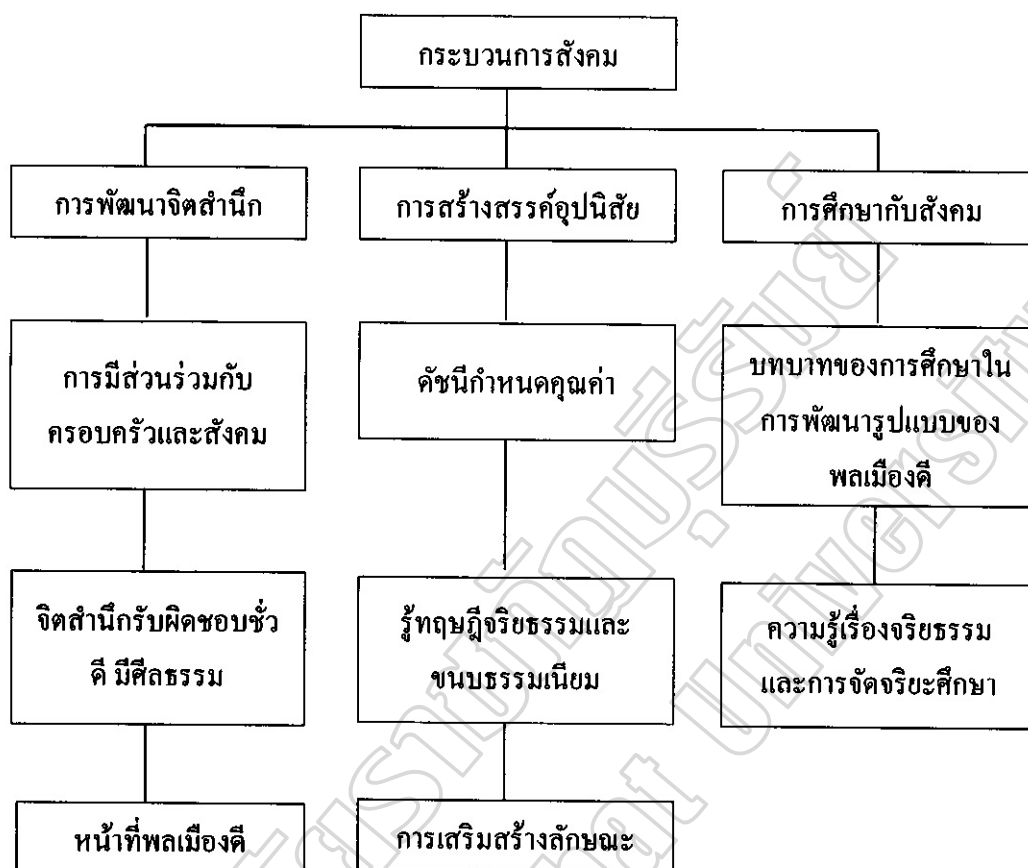 กระบวนการสังคม
การพัฒนาจิตสำนึก
การสร้างสรรค์อุปนิสัย
การศึกษากับสังคม
การมีส่วนร่วมกับ
ครอบครัวและสังคม
ดัชนีกำหนดคุณค่า
บทบาทของการศึกษาใน
การพัฒนารูปแบบของ
พลเมืองดี
จิตสำนึกรับผิดชอบชั่ว
ดี มีศีลธรรม
รู้ทฤษฎีจริยธรรมและ
ขนบธรรมเนียม
ความรู้เรื่องจริยธรรม
และการจัดจริยะศึกษา
หน้าที่พลเมืองดี
การเสริมสร้างลักษณะ